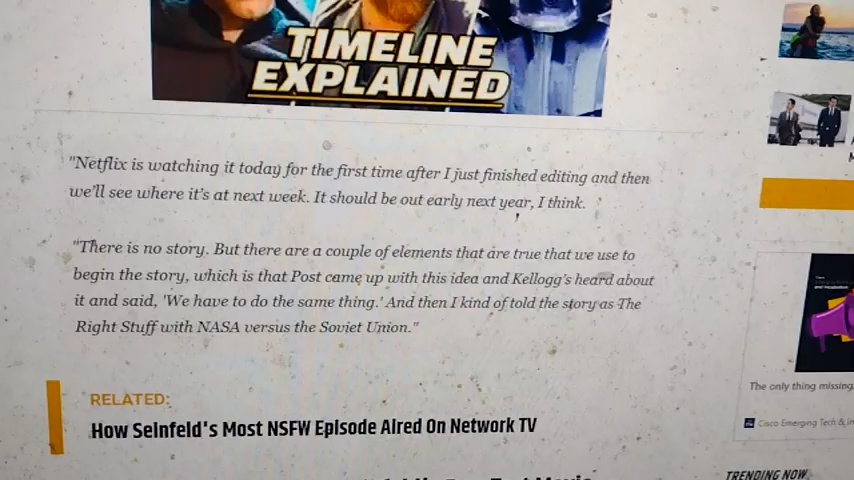 TIMELINE
EXPLAINED
"Netflix is watching it today for the first time after I just finished editing and then
we'll see where it's at next week. It should be out early next year, I think.
"There is no story. But there are a couple of elements that are true that we use to
begin the story, which is that Post came up with this idea and Kellogg's heard about
it and said, 'We have to do the same thing.' And then I kind of told the story as The
Right Stuff with NASA versus the Soviet Union."
RELATED:
How Seinfeld's Most NSFW Episode Aired On Network TV
The only thing missing
Cisco Emerging Tech & In
TRENDING NOW